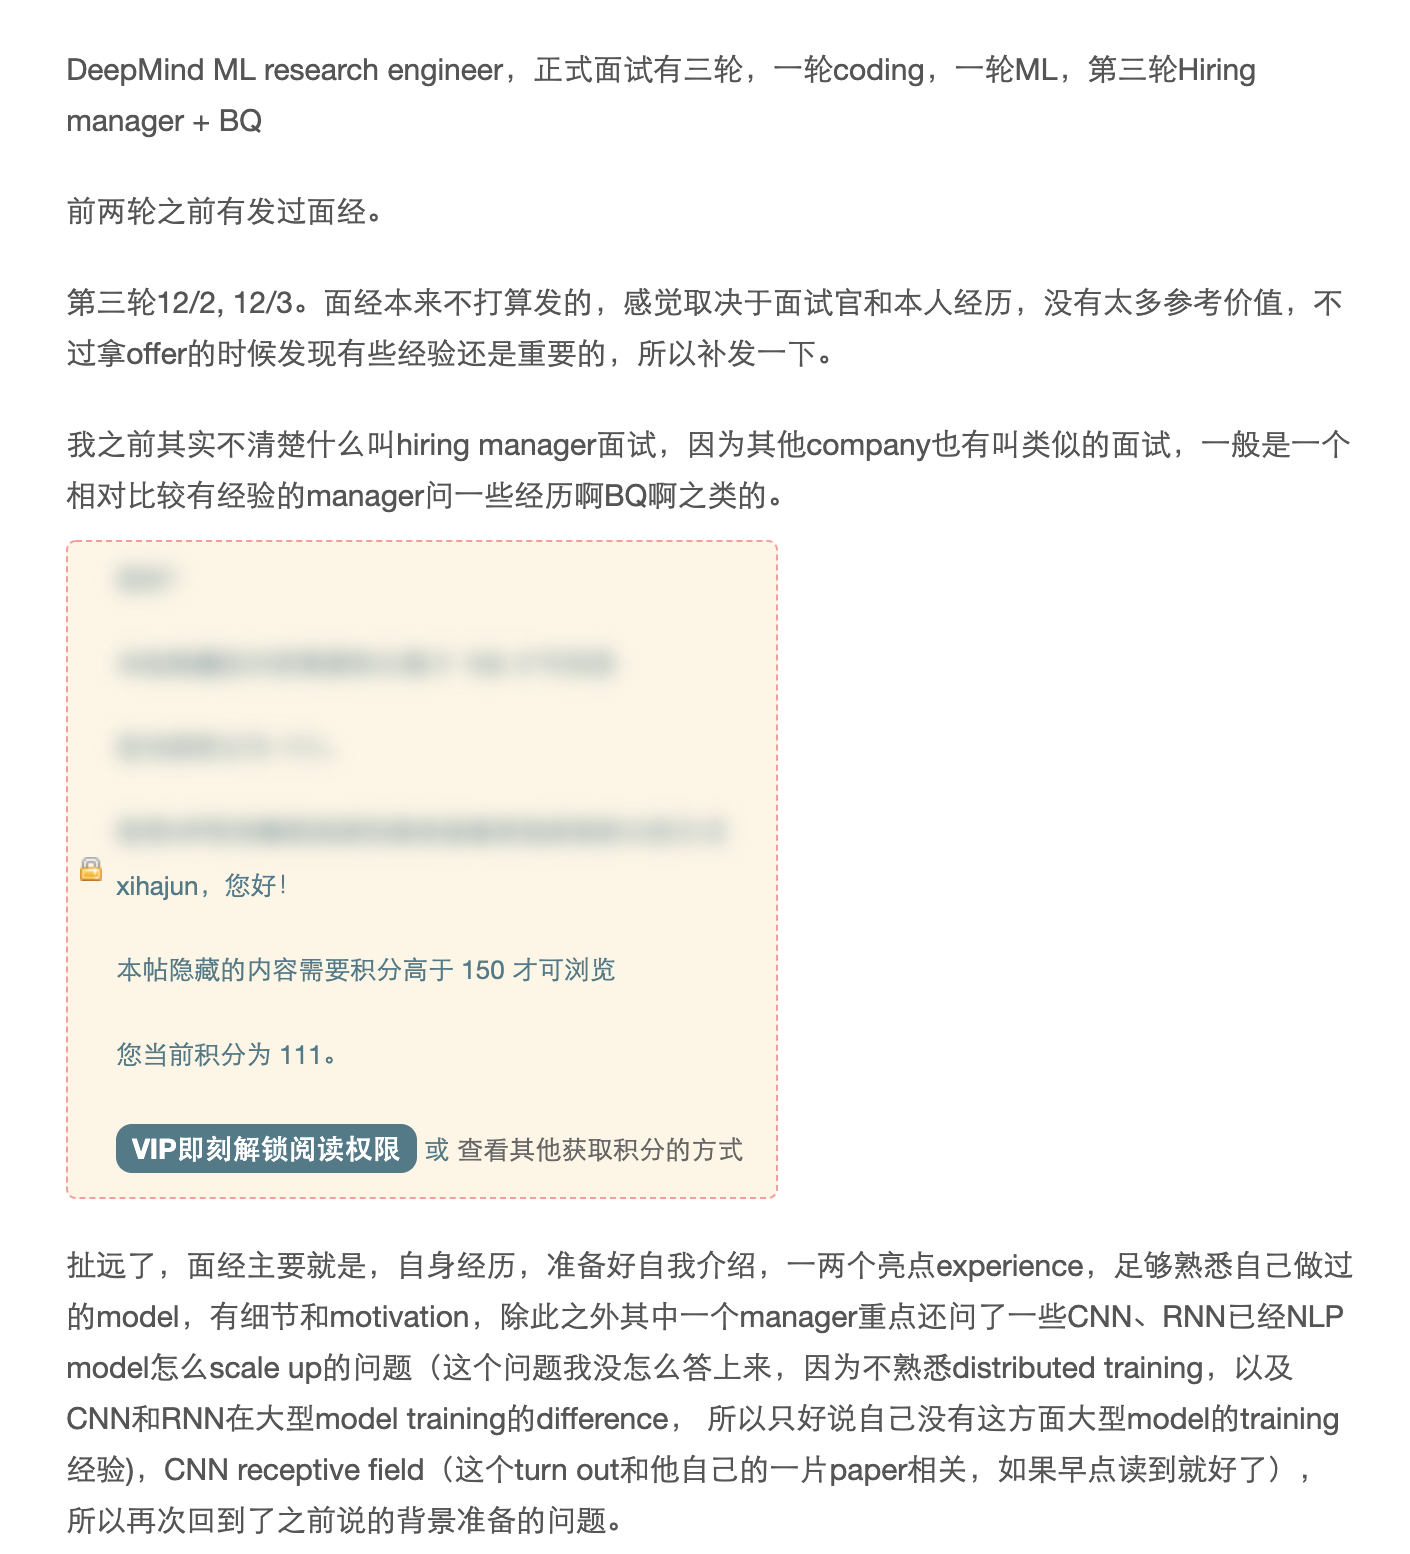 DeepMind ML research engineer，正式面试有三轮，一轮coding，一轮ML，第三轮Hiring
manager + BQ
前两轮之前有发过面经。
第三轮12/2, 12/3。面经本来不打算发的，感觉取决于面试官和本人经历，没有太多参考价值，不
过拿offer的时候发现有些经验还是重要的，所以补发一下。
我之前其实不清楚什么叫hiring manager面试，因为其他company也有叫类似的面试，一般是一个
相对比较有经验的manager问一些经历啊BQ啊之类的。
xihajun，您好！
本帖隐藏的内容需要积分高于 150 才可浏览
您当前积分为 111。
VIP即刻解锁阅读权限 或 查看其他获取积分的方式
扯远了，面经主要就是，自身经历，准备好自我介绍，一两个亮点experience，足够熟悉自己做过
的model，有细节和motivation，除此之外其中一个manager重点还问了一些CNN、RNN已经NLP
model怎么scale up的问题（这个问题我没怎么答上来，因为不熟悉distributed training，以及
CNN和RNN在大型model training的difference， 所以只好说自己没有这方面大型model的training
经验)，CNN receptive field（这个turn out和他自己的一片paper相关，如果早点读到就好了），
所以再次回到了之前说的背景准备的问题。